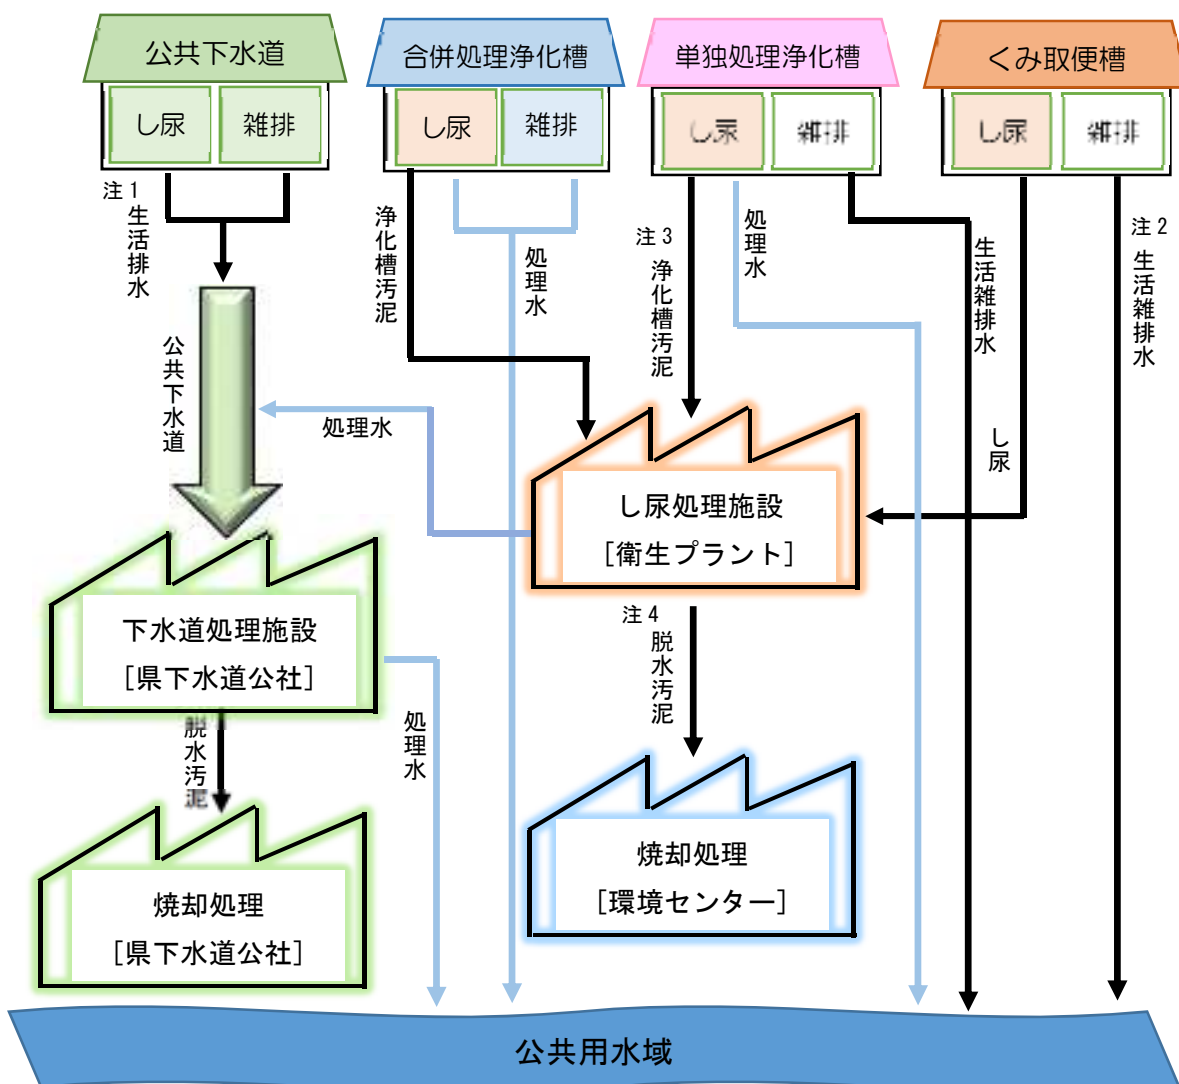 公共下水道
合併処理浄化槽
単独処理浄化槽
くみ取便槽
し尿
雑排
し尿
雑排
し尿
雑排
し尿
雑排
注1
生活排水
浄化槽汚泥
処理水
注3
浄化槽汚泥
処理水
生活雑排水
注2
生活雑排水
公共下水道
処理水
し尿
し尿処理施設
[衛生プラント]
下水道処理施設
[県下水道公社]
注4
脱水汚泥
脱水汚泥
処理水
焼却処理
[環境センター]
焼却処理
[県下水道公社]
公共用水域